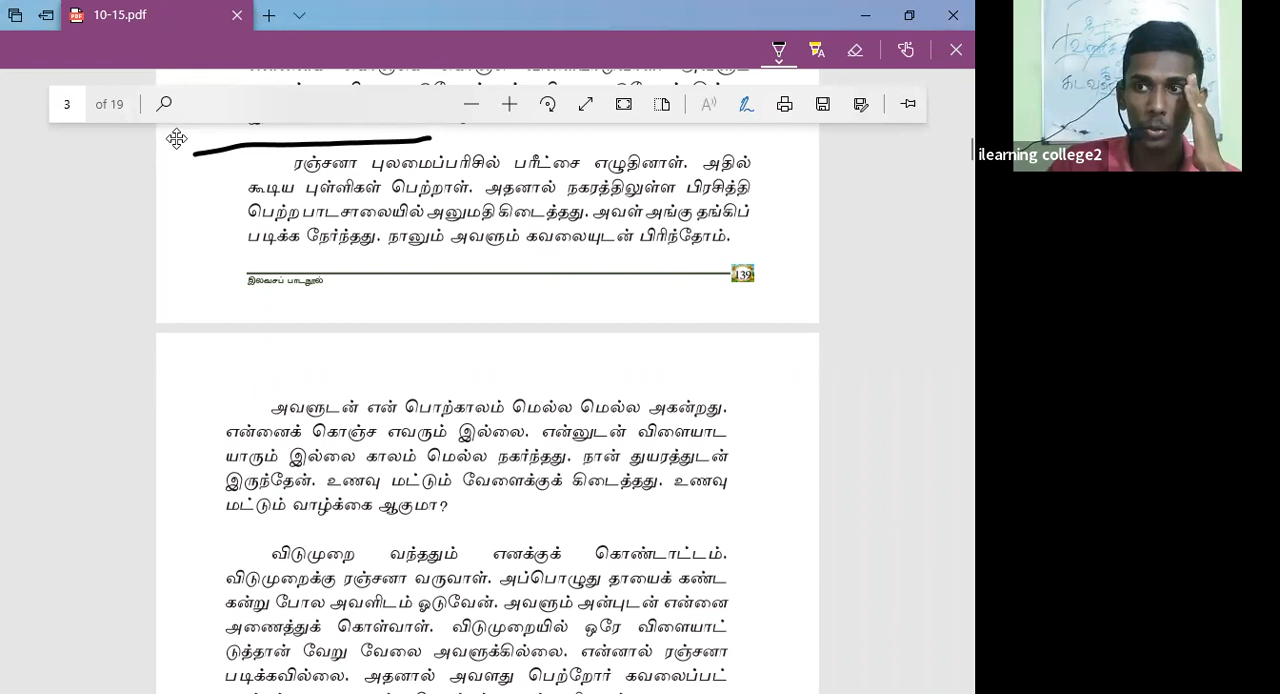 10-15.pdf
3 of 19
ilearning college2
ரஞ்சனா புலமைப்பரிசில் பரீட்சை எழுதினாள். அதில்
கூடிய புள்ளிகள் பெற்றாள். அதனால் நகரத்திலுள்ள பிரசித்தி
பெற்ற பாடசாலையில் அனுமதி கிடைத்தது. அவள் அங்கு தங்கிப்
படிக்க நேர்ந்தது. நானும் அவளும் கவலையுடன் பிரிந்தோம்.
இலவசப் பாடநூல்
139
அவளுடன் என் பொற்காலம் மெல்ல மெல்ல அகன்றது.
என்னைக் கொஞ்ச எவரும் இல்லை. என்னுடன் விளையாட
யாரும் இல்லை காலம் மெல்ல நகர்ந்தது. நான் துயரத்துடன்
இருந்தேன். உணவு மட்டும் வேளைக்குக் கிடைத்தது. உணவு
மட்டும் வாழ்க்கை ஆகுமா?
விடுமுறை வந்ததும் எனக்குக் கொண்டாட்டம்.
விடுமுறைக்கு ரஞ்சனா வருவாள். அப்பொழுது தாயைக் கண்ட
கன்று போல அவளிடம் ஓடுவேன். அவளும் அன்புடன் என்னை
அணைத்துக் கொள்வாள். விடுமுறையில் ஒரே விளையாட்
டுத்தான் வேறு வேலை அவளுக்கில்லை. என்னால் ரஞ்சனா
படிக்கவில்லை. அதனால் அவளது பெற்றோர் கவலைப்பட்